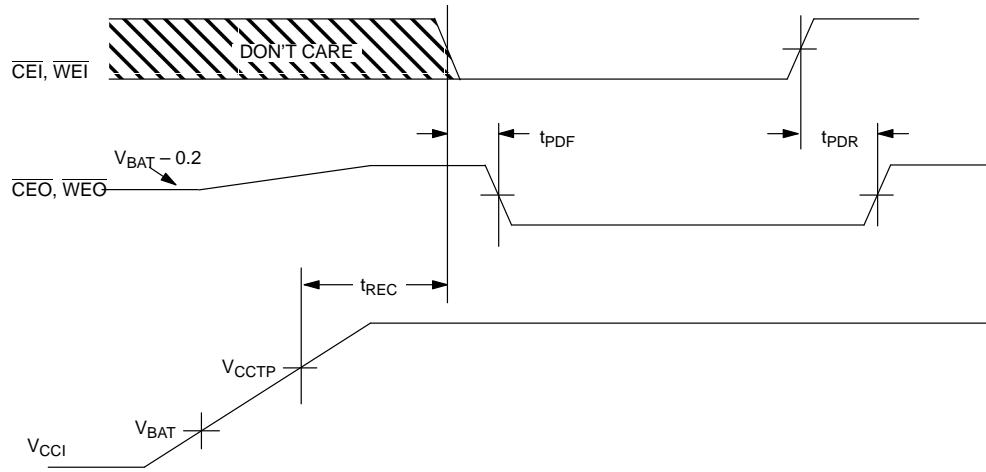 DON'T CARE
CEI, WEI
tPDF
tPDR
VBAT – 0.2
CEO, WEO
tREC
VCCTP
VBAT
VCCI